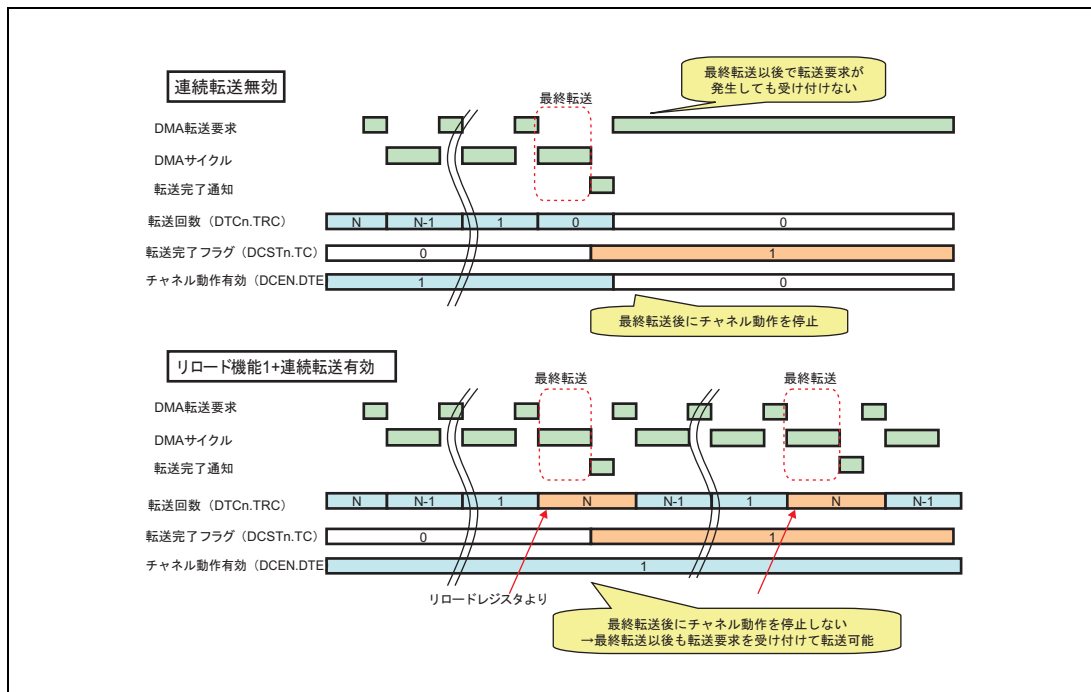 連続転送無効
最終転送以後で転送要求が
発生しても受け付けない
最終転送
DMA転送要求
DMAサイクル
転送完了通知
転送回数（DTCn.TRC）
N
N-1
1
0
0
転送完了フラグ（DCSTn.TC）
0
1
チャネル動作有効（DCEN.DTE
1
0
最終転送後にチャネル動作を停止
リロード機能1+連続転送有効
最終転送
最終転送
DMA転送要求
DMAサイクル
転送完了通知
転送回数（DTCn.TRC）
N
N-1
1
N
N-1
1
N
N-1
転送完了フラグ（DCSTn.TC）
0
1
チャネル動作有効（DCEN.DTE
1
リロードレジスタより
最終転送後にチャネル動作を停止しない
→最終転送以後も転送要求を受け付けて転送可能